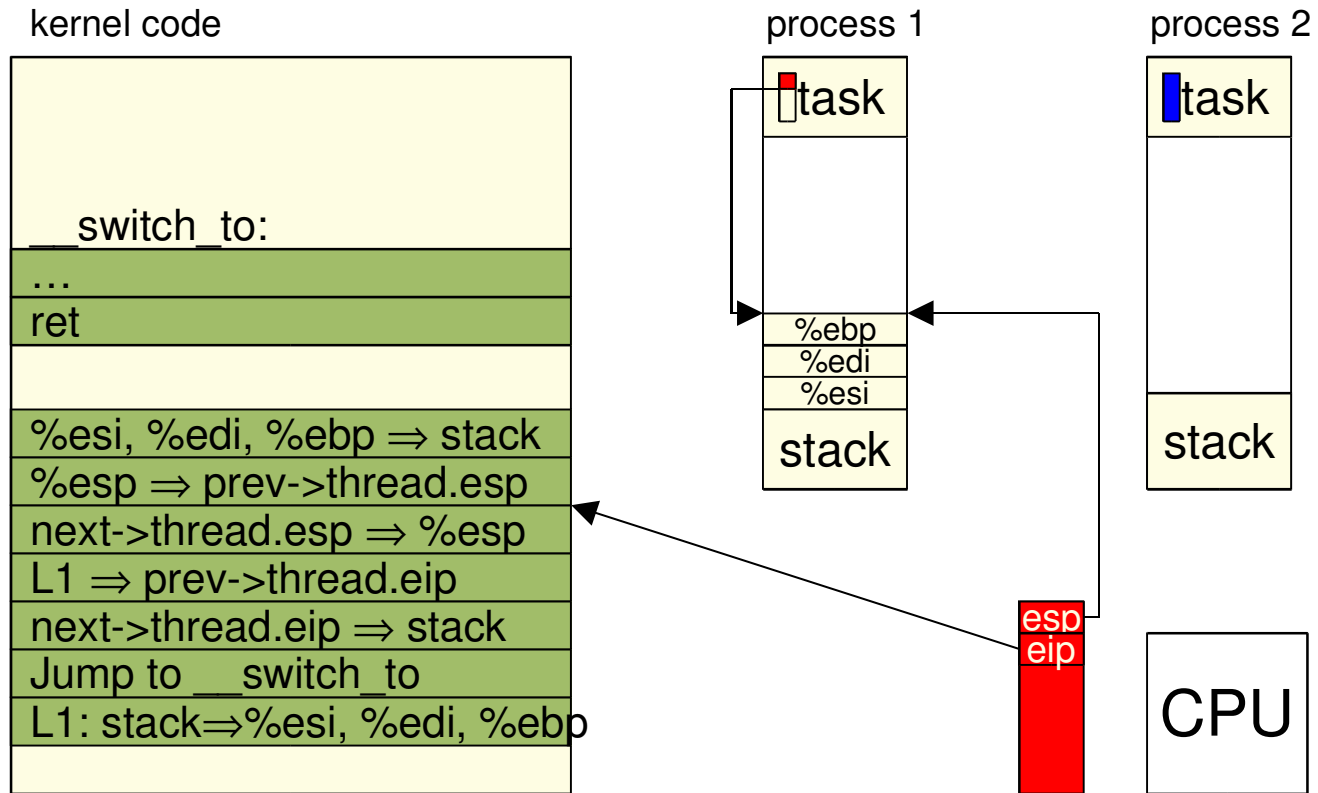 kernel code
__switch_to:
…
ret
%esi, %edi, %ebp ⇒ stack
%esp ⇒ prev->thread.esp
next->thread.esp ⇒ %esp
L1 ⇒ prev->thread.eip
next->thread.eip ⇒ stack
Jump to __switch_to
L1: stack⇒%esi, %edi, %ebp
process 1
task
%ebp
%edi
%esi
stack
process 2
task
stack
esp
eip
CPU